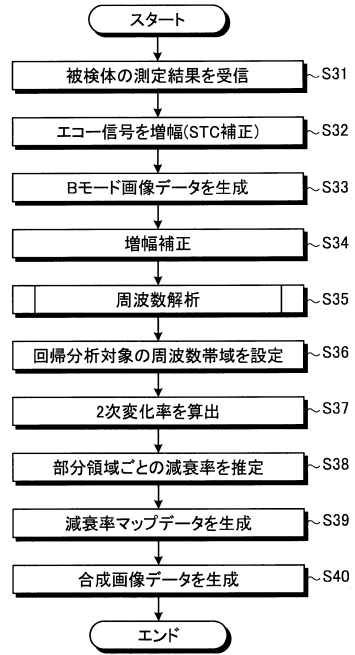 スタート
被検体の測定結果を受信 S31
エコー信号を増幅(STC補正) S32
Bモード画像データを生成 S33
増幅補正 S34
周波数解析 S35
回帰分析対象の周波数帯域を設定 S36
2次変化率を算出 S37
部分領域ごとの減衰率を推定 S38
減衰率マップデータを生成 S39
合成画像データを生成 S40
エンド